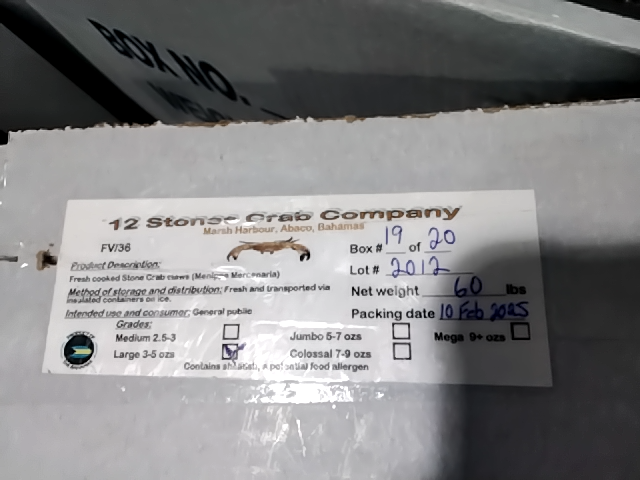 BOX NO.
12 Stones Crab Company
Marsh Harbour, Abaco, Bahamas
FV/36
Box # 19 of 20
Lot # 2012
Product Description:
Fresh cooked Stone Crab claws (Menippe Mercenaria)
Net weight 60 lbs
Method of storage and distribution: Fresh and transported via
insulated containers on ice.
Packing date 10 Feb 2025
Intended use and consumer: General public
Grades:
Medium 2.5-3
Jumbo 5-7 ozs
Mega 9+ ozs
Large 3-5 ozs
Colossal 7-9 ozs
Contains shellfish, a potential food allergen